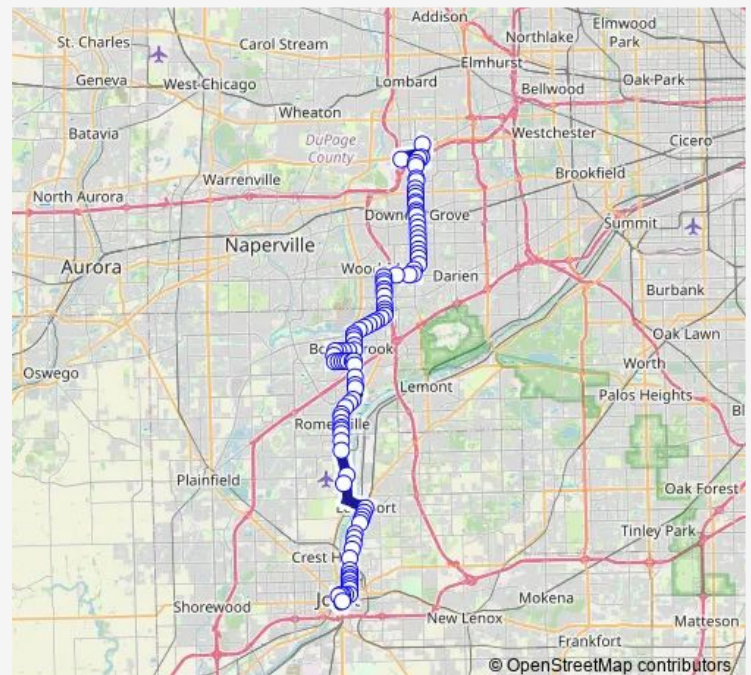 Addison
Elmwood
Park
St. Charles
Carol Stream
Northlake
Elmhurst
Geneva
West Chicago
Lombard
Oak Park
Bellwood
Wheaton
Batavia
DuPage
County
Westchester
Cicero
Brookfield
Warrenville
North Aurora
Grove
Summit
Naperville
Aurora
Darien
Burbank
Oak Lawn
Oswego
Lemont
Worth
Palos Heights
Plainfield
Oak Forest
Tinley Park
Crest H
Shorewood
Mokena
New Lenox
Matteson
Frankfort
© OpenStreetMap contributors